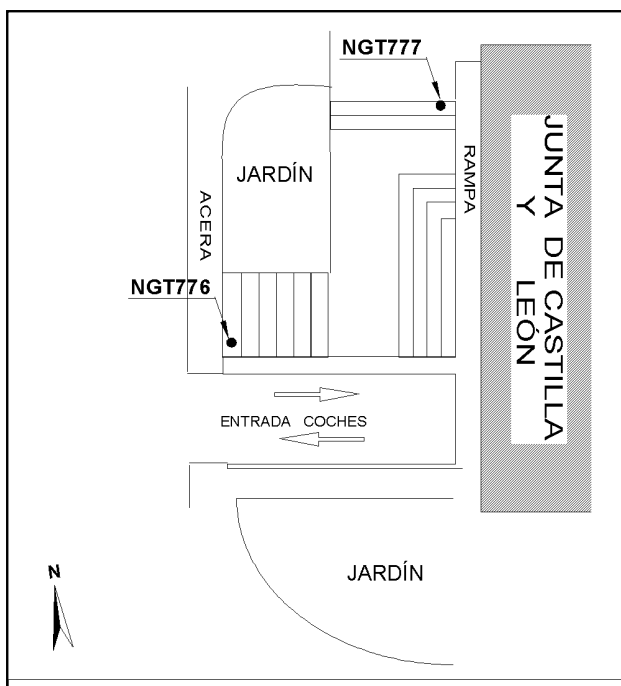 NGT777
JARDÍN
ACERA
RAMPA
JUNTA DE CASTILLA
Y LEÓN
NGT776
ENTRADA COCHES
JARDÍN
N